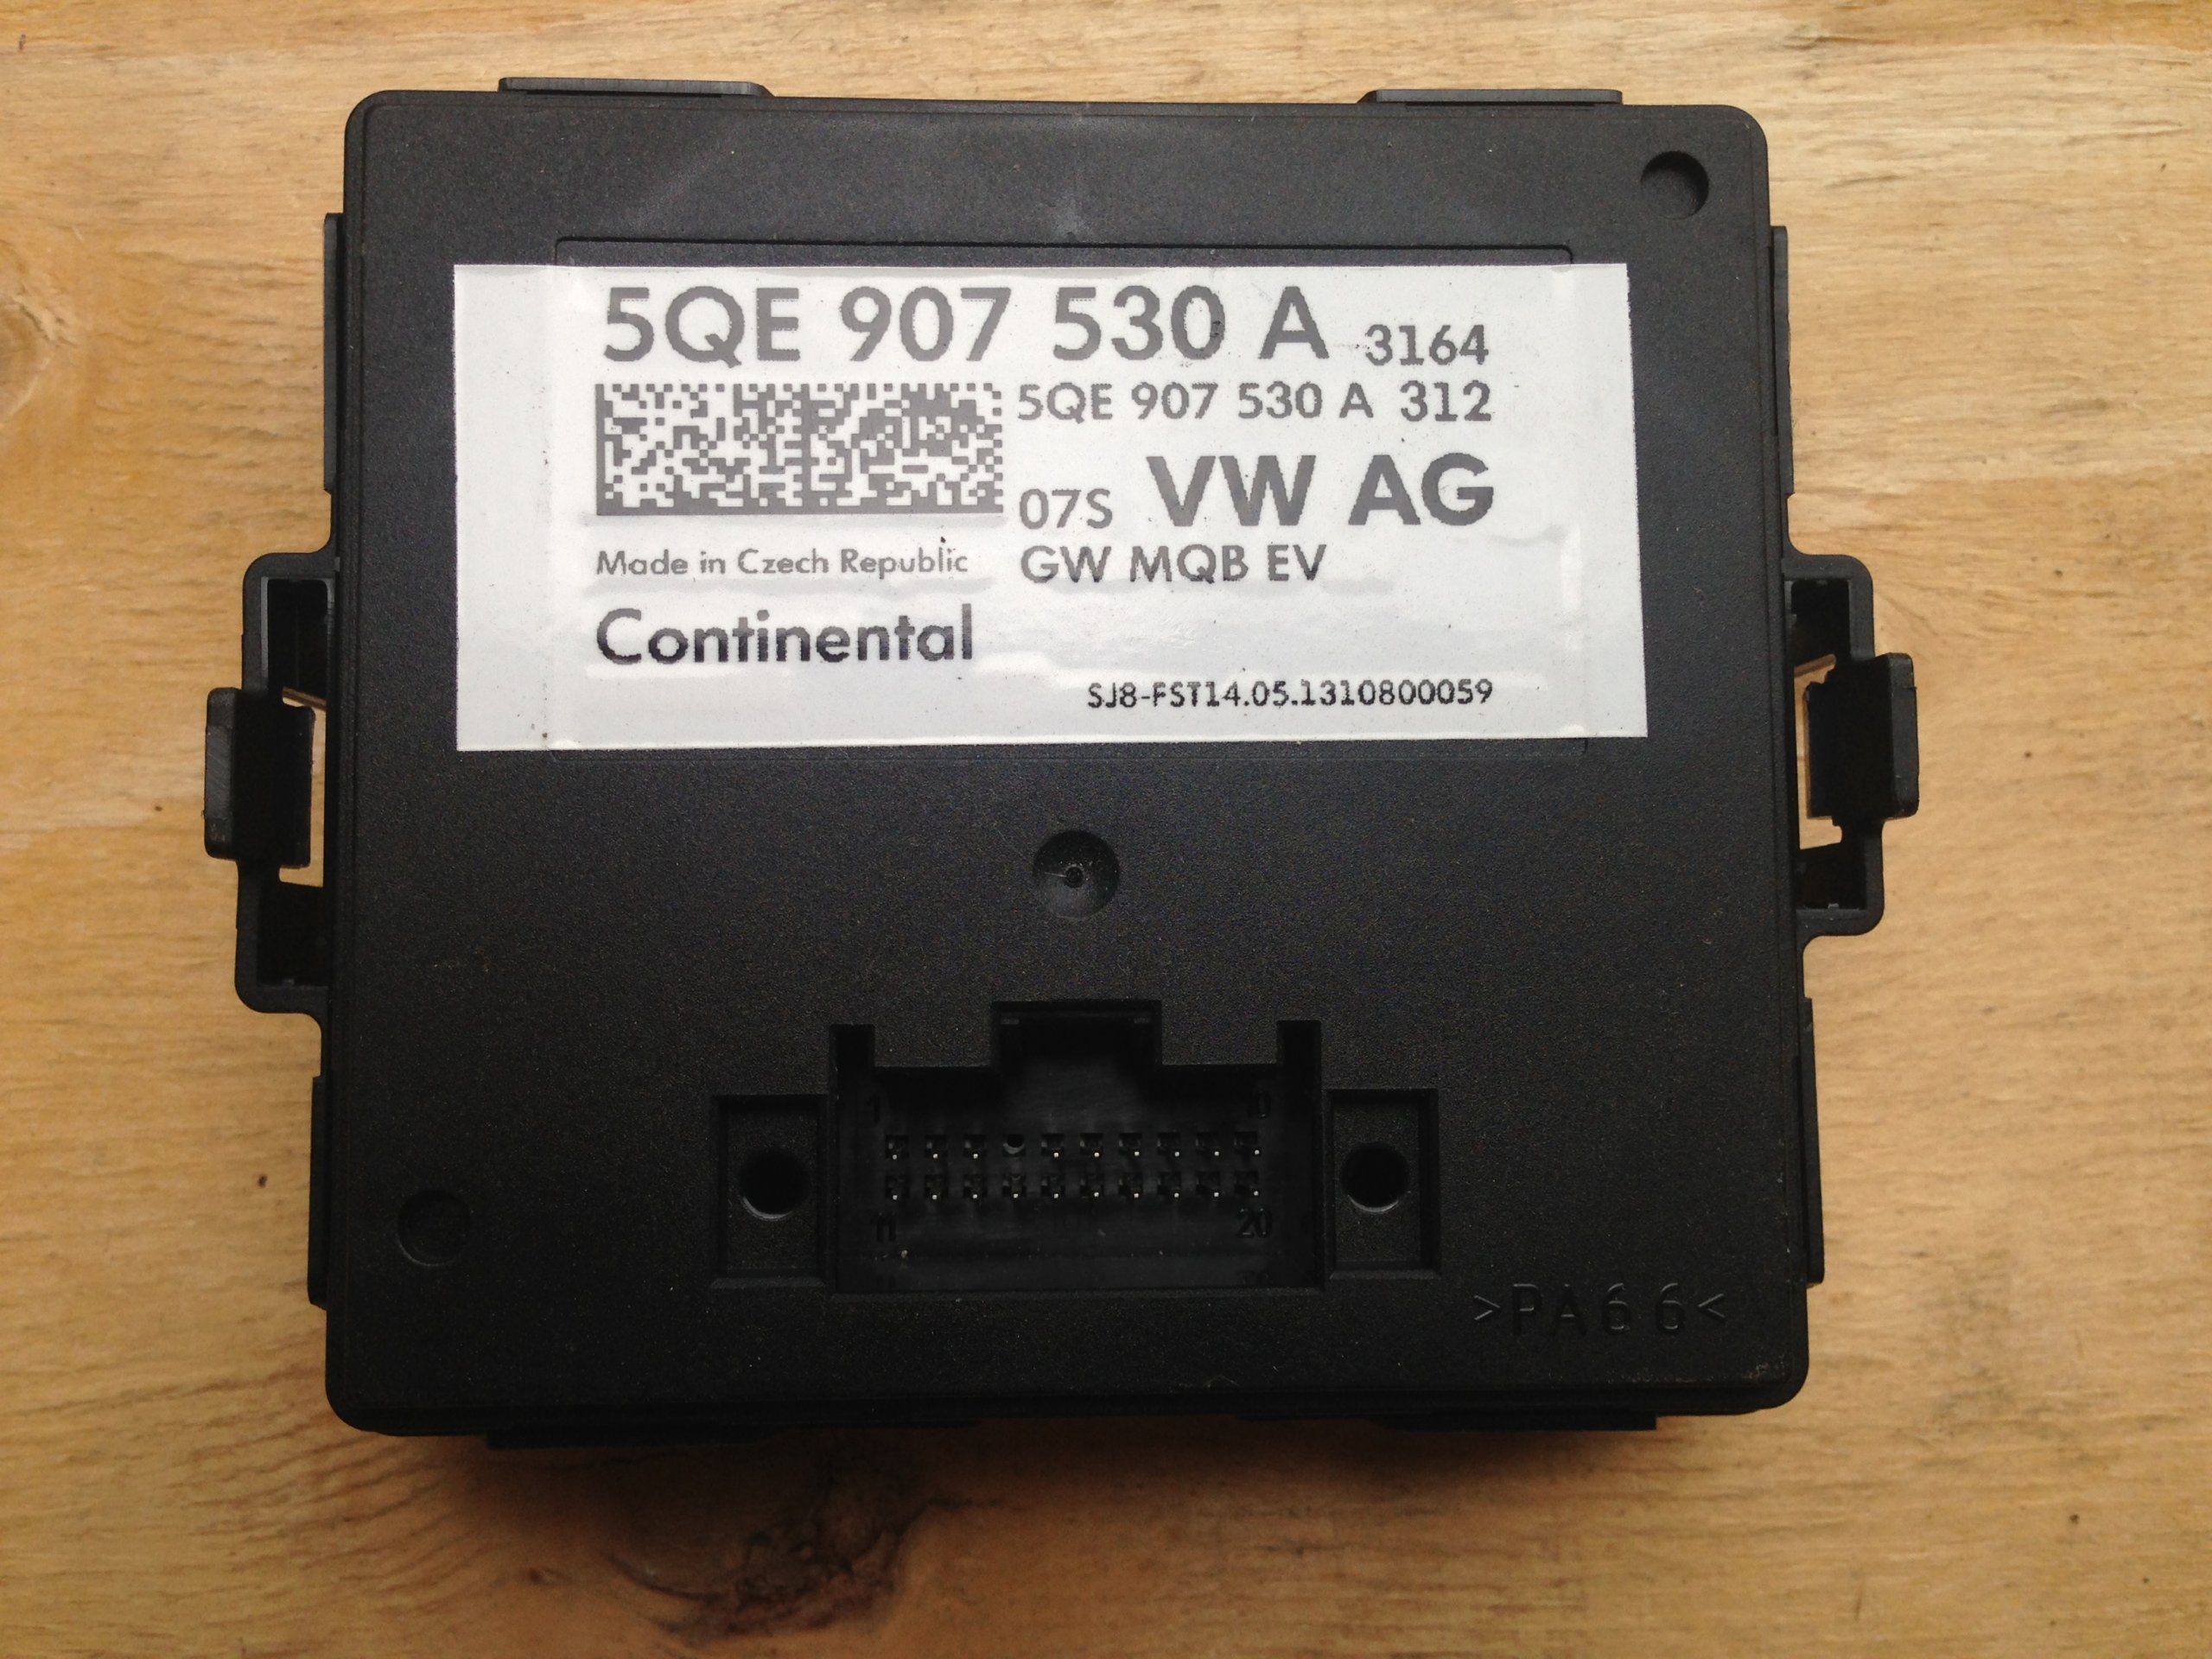 5QE 907 530 A 3164
5QE 907 530 A 312
07S VW AG
Made in Czech Republic GW MQB EV
Continental
SJ8-FST14.05.1310800059
1
11 20
>PA66<